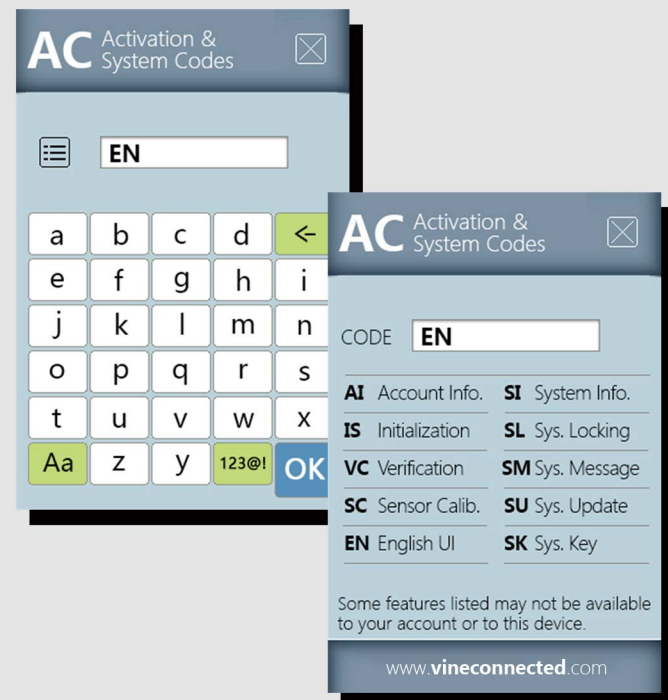 AC Activation &
System Codes
EN
a b c d ←
e f g h i
j k l m n
o p q r s
t u v w x
Aa z y 123@! OK
AC Activation &
System Codes
CODE EN
AI Account Info. SI System Info.
IS Initialization SL Sys. Locking
VC Verification SM Sys. Message
SC Sensor Calib. SU Sys. Update
EN English UI SK Sys. Key
Some features listed may not be available
to your account or to this device.
www.vineconnected.com